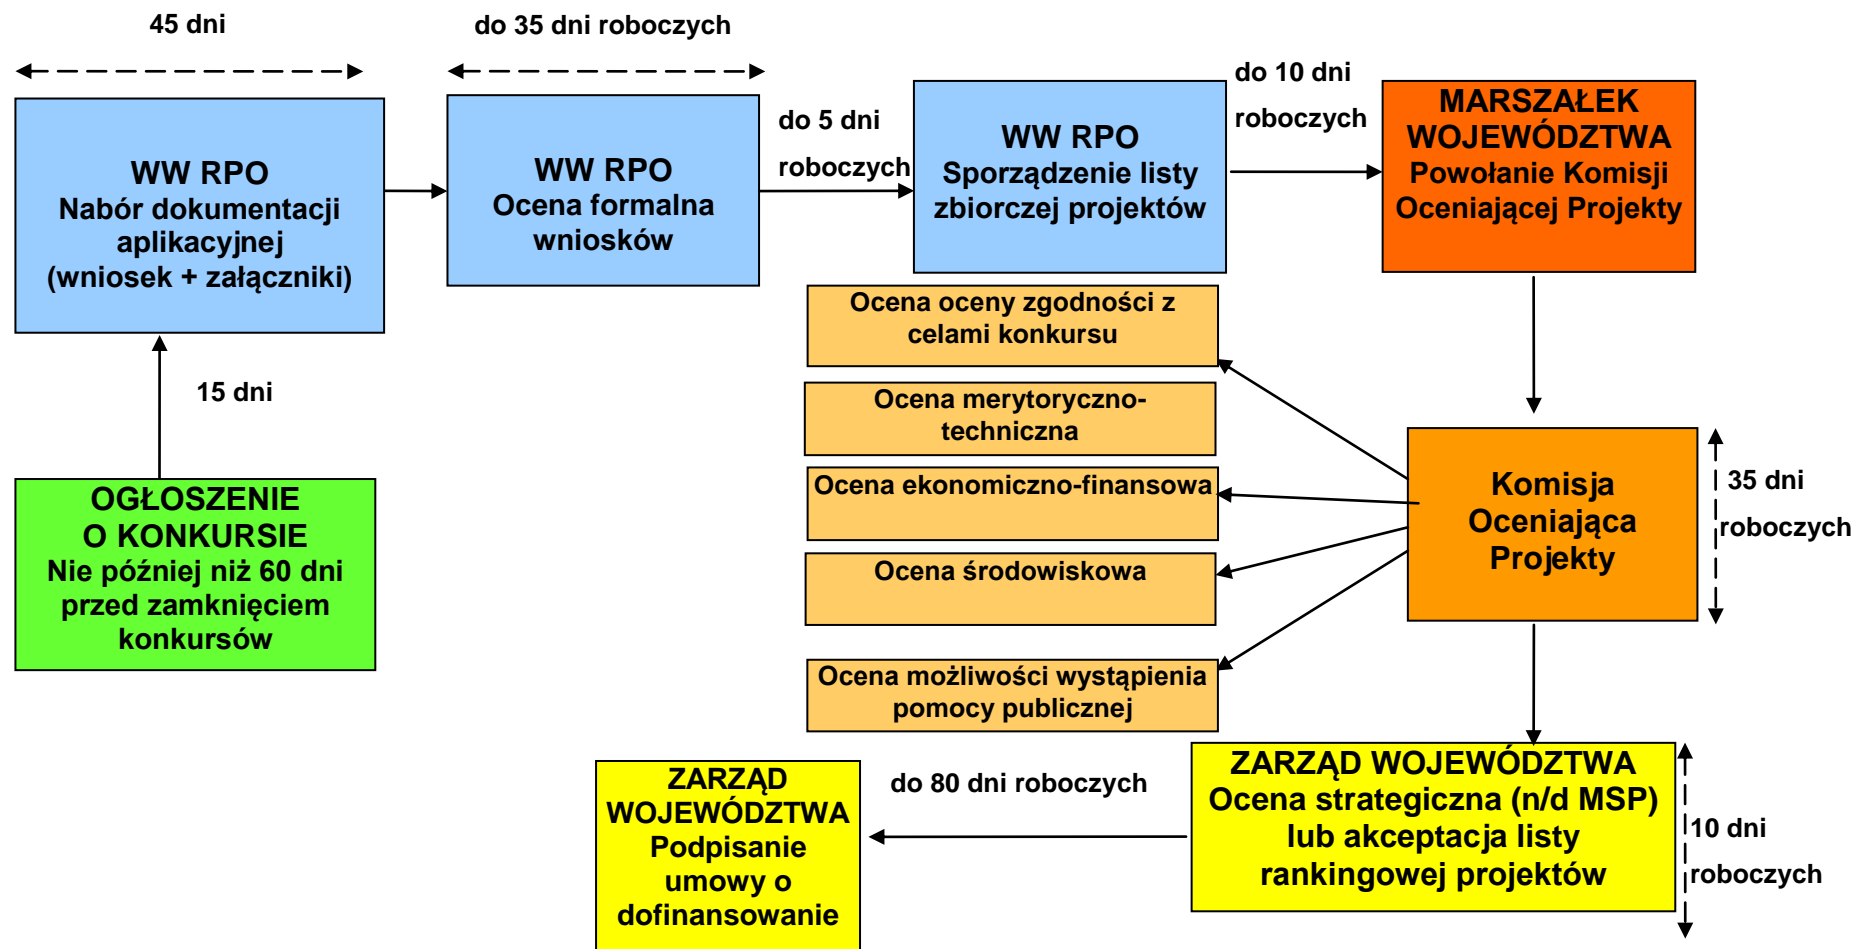 45 dni
do 35 dni roboczych
WW RPO
Nabór dokumentacji
aplikacyjnej
(wniosek + załączniki)
WW RPO
Ocena formalna
wniosków
do 5 dni
roboczych
WW RPO
Sporządzenie listy
zbiorczej projektów
do 10 dni
roboczych
MARSZAŁEK
WOJEWÓDZTWA
Powołanie Komisji
Oceniającej Projekty
15 dni
OGŁOSZENIE
O KONKURSIE
Nie później niż 60 dni
przed zamknięciem
konkursów
Ocena oceny zgodności z
celami konkursu
Ocena merytoryczno-
techniczna
Ocena ekonomiczno-finansowa
Ocena środowiskowa
Ocena możliwości wystąpienia
pomocy publicznej
Komisja
Oceniająca
Projekty
35 dni
roboczych
ZARZĄD
WOJEWÓDZTWA
Podpisanie
umowy o
dofinansowanie
do 80 dni roboczych
ZARZĄD WOJEWÓDZTWA
Ocena strategiczna (n/d MSP)
lub akceptacja listy
rankingowej projektów
10 dni
roboczych